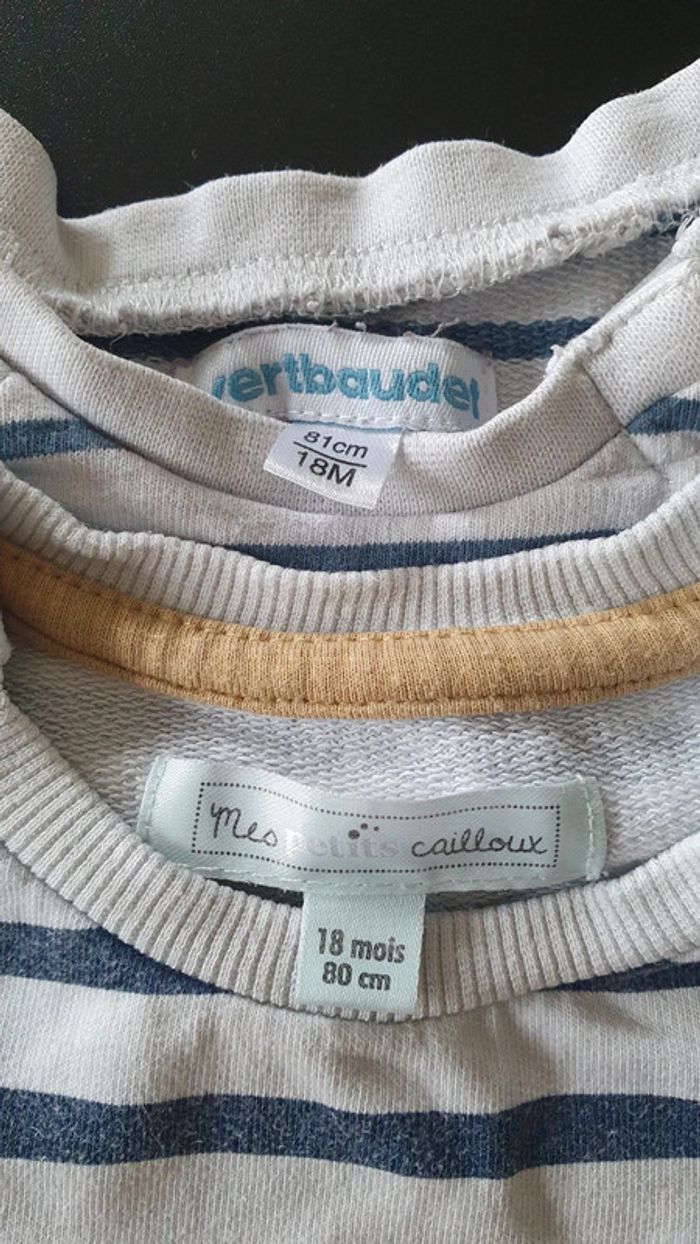 vertbaudet
81cm
18M
Mes petits cailloux
18 mois
80 cm